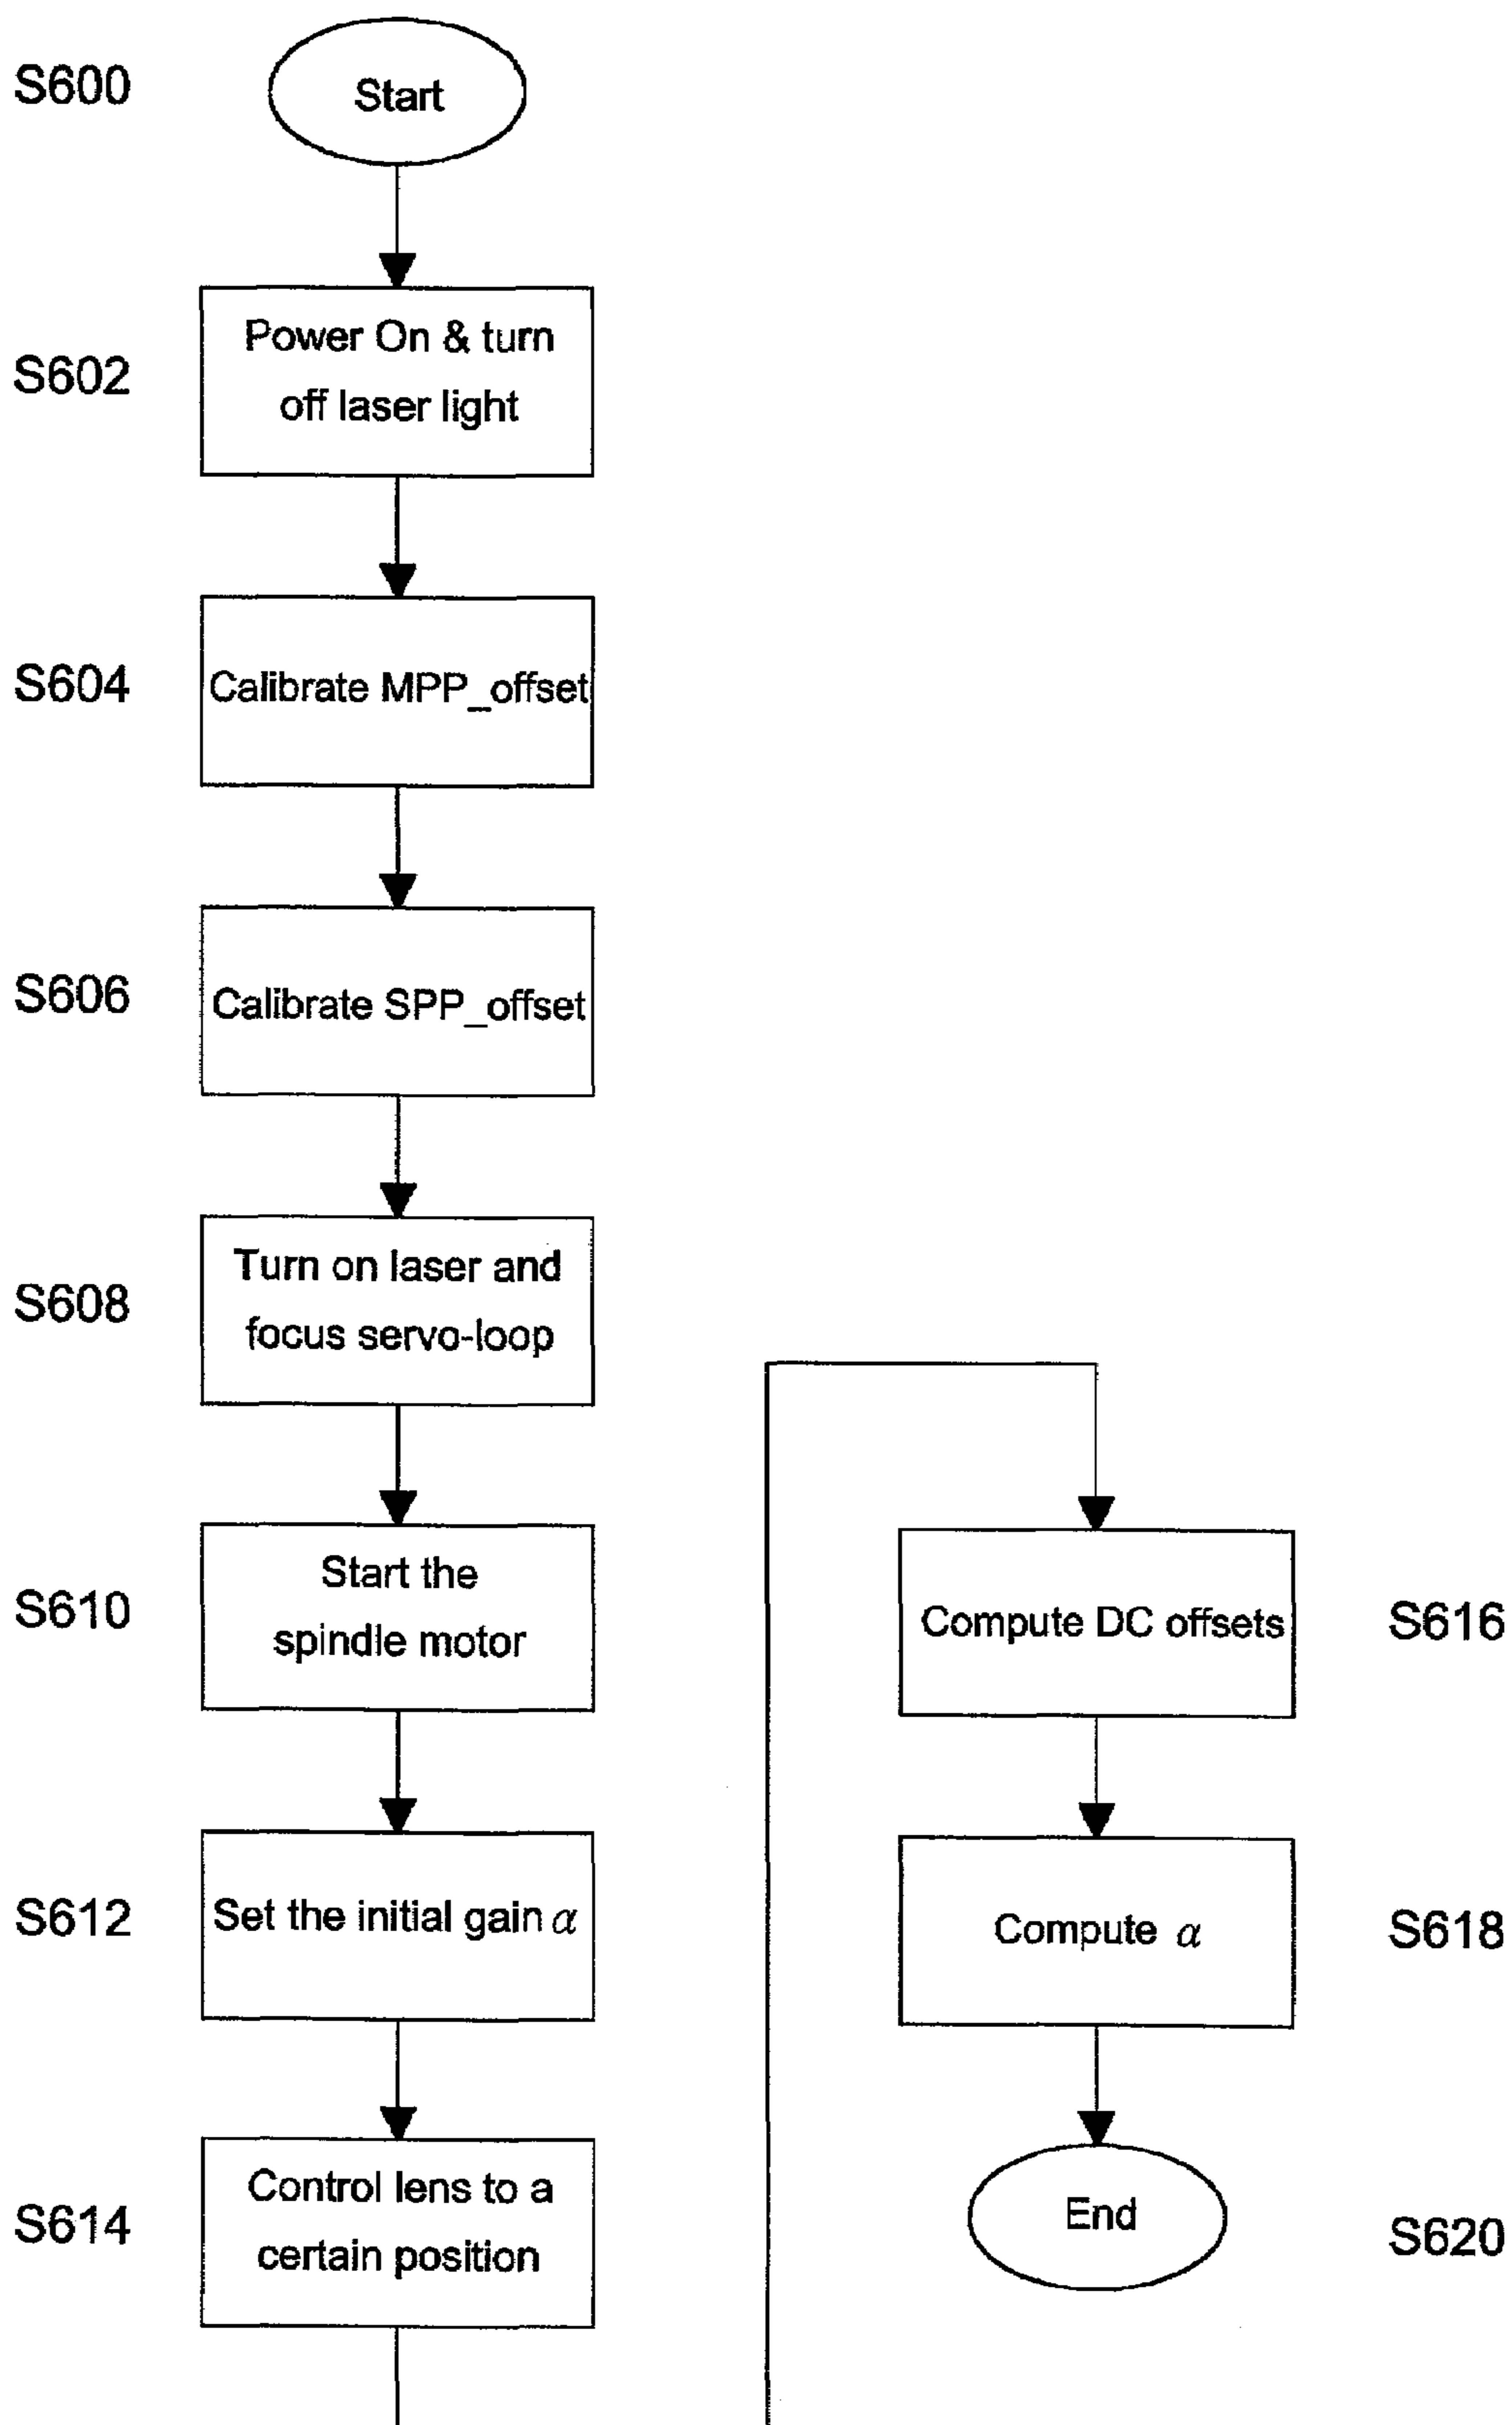 S600
Start
S602
Power On & turn
off laser light
S604
Calibrate MPP_offset
S606
Calibrate SPP_offset
S608
Turn on laser and
focus servo-loop
S610
Start the
spindle motor
S612
Set the initial gain α
S614
Control lens to a
certain position
Compute DC offsets
S616
Compute α
S618
End
S620